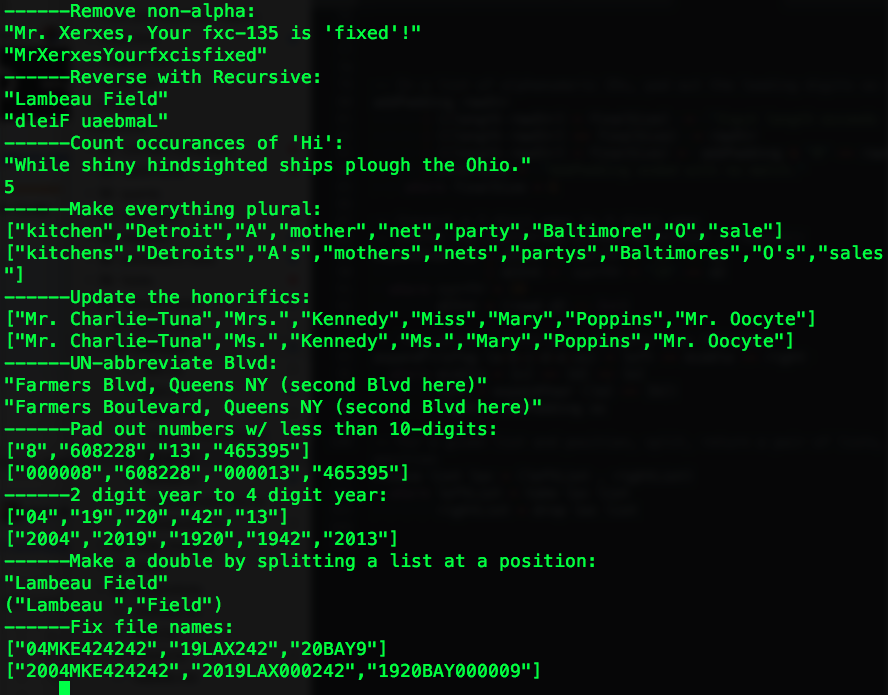 ------Remove non-alpha:
"Mr. Xerxes, Your fxc-135 is 'fixed'!"
"MrXerxesYourfxcisfixed"
------Reverse with Recursive:
"Lambeau Field"
"dleiF uaebmaL"
------Count occurances of 'Hi':
"While shiny hindsighted ships plough the Ohio."
5
------Make everything plural:
["kitchen","Detroit","A","mother","net","party","Baltimore","O","sale"]
["kitchens","Detroits","A's","mothers","nets","partys","Baltimores","O's","sales
"]
------Update the honorifics:
["Mr. Charlie-Tuna","Mrs.","Kennedy","Miss","Mary","Poppins","Mr. Oocyte"]
["Mr. Charlie-Tuna","Ms.","Kennedy","Ms.","Mary","Poppins","Mr. Oocyte"]
------UN-abbreviate Blvd:
"Farmers Blvd, Queens NY (second Blvd here)"
"Farmers Boulevard, Queens NY (second Blvd here)"
------Pad out numbers w/ less than 10-digits:
["8","608228","13","465395"]
["000008","608228","000013","465395"]
------2 digit year to 4 digit year:
["04","19","20","42","13"]
["2004","2019","1920","1942","2013"]
------Make a double by splitting a list at a position:
"Lambeau Field"
("Lambeau ","Field")
------Fix file names:
["04MKE424242","19LAX242","20BAY9"]
["2004MKE424242","2019LAX000242","1920BAY000009"]